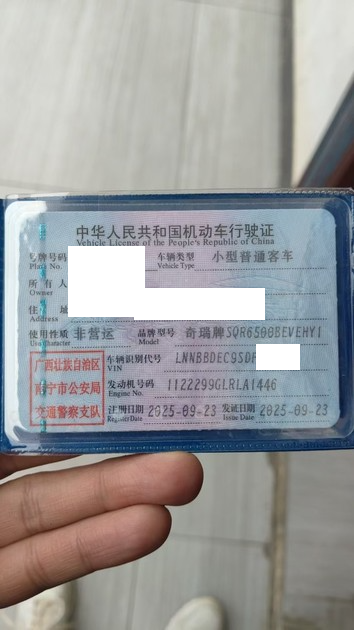 中华人民共和国机动车行驶证
Vehicle License of the People's Republic of China
号牌号码 车辆类型 小型普通客车
Plate No. Vehicle Type
所有人
Owner
住 址
Address
使用性质 非营运 品牌型号 奇瑞牌SQR6500BEVEHY1
Use Character Model
广西壮族自治区
南宁市公安局
交通警察支队
车辆识别代号 LNNBBDEC9SDF
VIN
发动机号码 1122299GLRLA1446
Engine No.
注册日期 2025-09-23 发证日期 2025-09-23
Register Date Issue Date